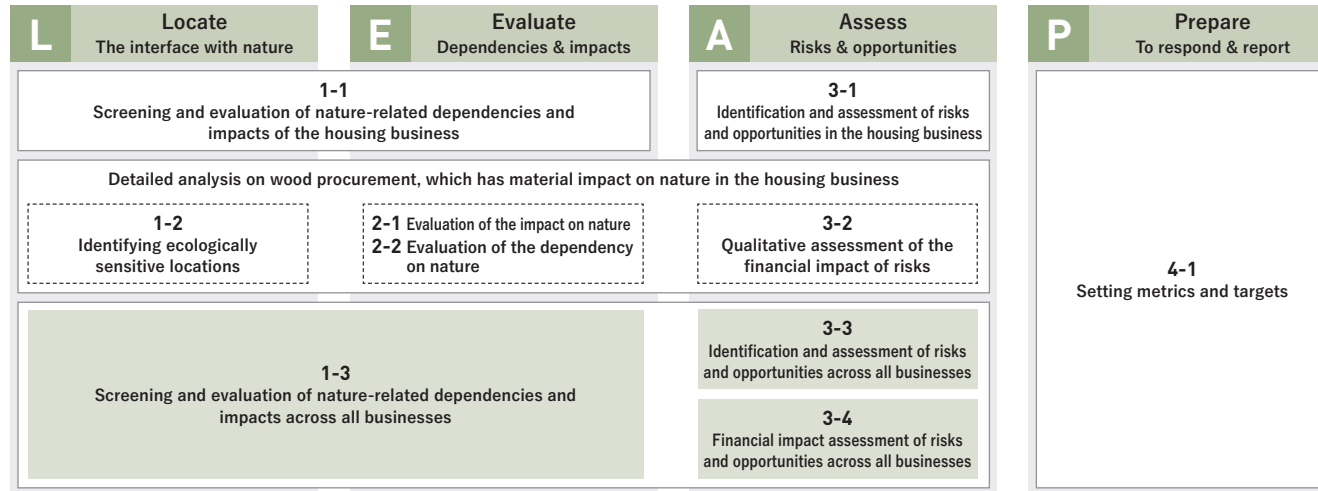 L
Locate
The interface with nature
E
Evaluate
Dependencies & impacts
A
Assess
Risks & opportunities
P
Prepare
To respond & report
1-1
Screening and evaluation of nature-related dependencies and
impacts of the housing business
3-1
Identification and assessment of risks
and opportunities in the housing business
Detailed analysis on wood procurement, which has material impact on nature in the housing business
1-2
Identifying ecologically
sensitive locations
2-1 Evaluation of the impact on nature
2-2 Evaluation of the dependency
on nature
3-2
Qualitative assessment of the
financial impact of risks
1-3
Screening and evaluation of nature-related dependencies and
impacts across all businesses
3-3
Identification and assessment of risks
and opportunities across all businesses
3-4
Financial impact assessment of risks
and opportunities across all businesses
4-1
Setting metrics and targets